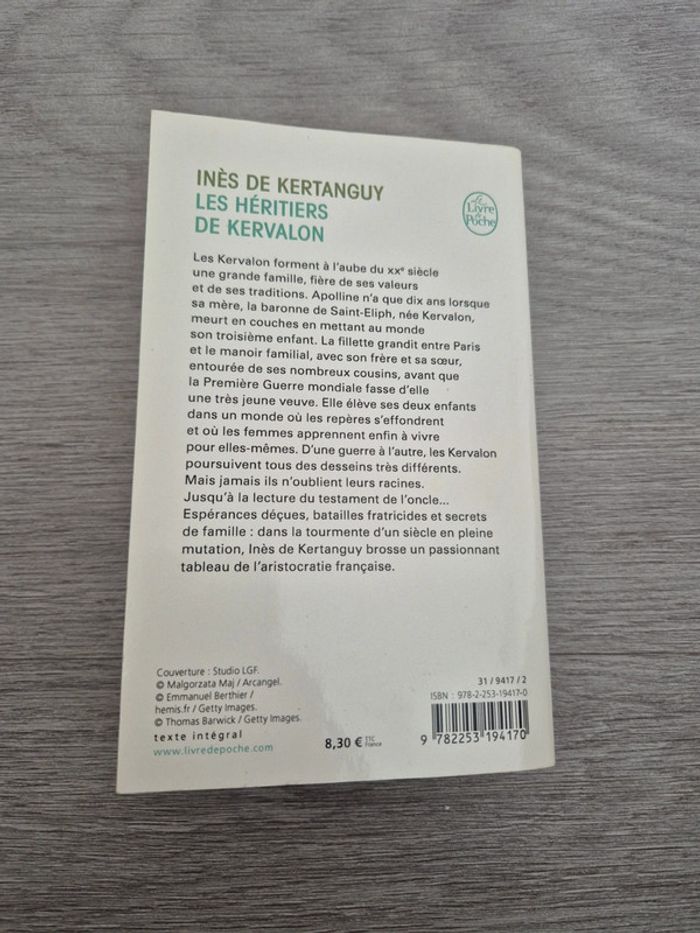 INÈS DE KERTANGUY
LES HÉRITIERS
DE KERVALON
Le
Livre
de
Poche
Les Kervalon forment à l'aube du XXe siècle
une grande famille, fière de ses valeurs
et de ses traditions. Apolline n'a que dix ans lorsque
sa mère, la baronne de Saint-Eliph, née Kervalon,
meurt en couches en mettant au monde
son troisième enfant. La fillette grandit entre Paris
et le manoir familial, avec son frère et sa sœur,
entourée de ses nombreux cousins, avant que
la Première Guerre mondiale fasse d'elle
une très jeune veuve. Elle élève ses deux enfants
dans un monde où les repères s'effondrent
et où les femmes apprennent enfin à vivre
pour elles-mêmes. D'une guerre à l'autre, les Kervalon
poursuivent tous des desseins très différents.
Mais jamais ils n'oublient leurs racines.
Jusqu'à la lecture du testament de l'oncle...
Espérances déçues, batailles fratricides et secrets
de famille : dans la tourmente d'un siècle en pleine
mutation, Inès de Kertanguy brosse un passionnant
tableau de l'aristocratie française.
Couverture : Studio LGF.
© Malgorzata Maj / Arcangel.
© Emmanuel Berthier /
hemis.fr / Getty Images.
© Thomas Barwick / Getty Images.
texte intégral
www.livredepoche.com
8,30 € TTC
France
31 / 9417 / 2
ISBN : 978-2-253-19417-0
9 782253 194170